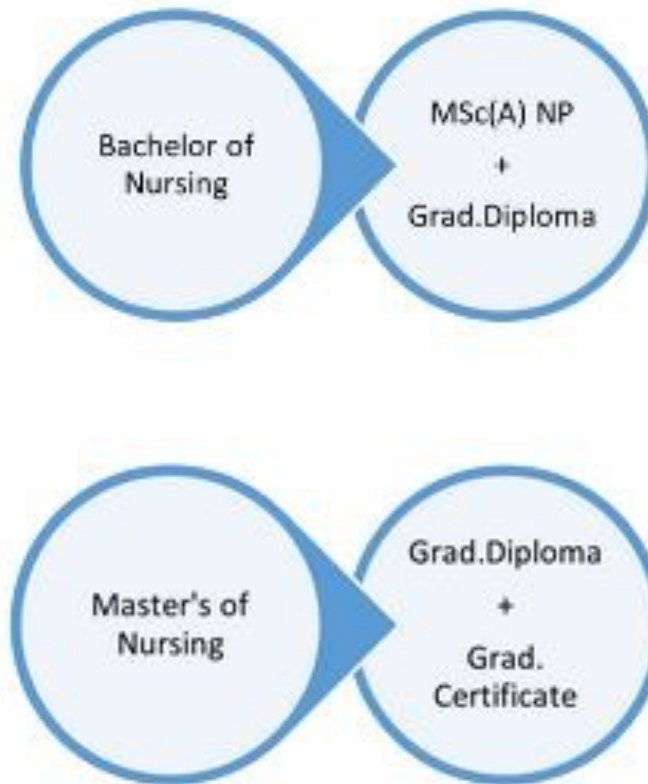 Bachelor of
Nursing
MSc(A) NP
+
Grad.Diploma
Master's of
Nursing
Grad.Diploma
+
Grad.
Certificate